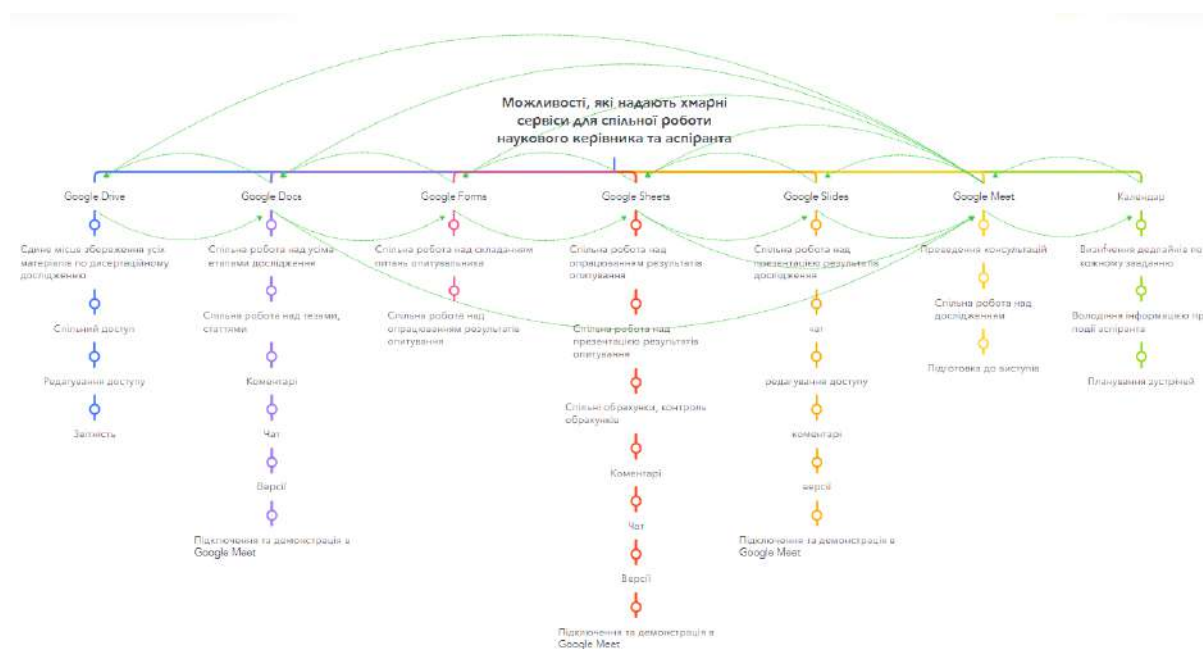 Можливості, які надають хмарні
сервіси для спільної роботи
наукового керівника та аспіранта
Google Drive
Google Docs
Google Forms
Google Sheets
Google Slides
Google Meet
Календар
Єдине місце збереження усіх
матеріалів по дисертаційному
дослідженню
Спільний доступ
Редагування доступу
Звітність
Спільна робота над усіма
етапами дослідження
Спільна робота над тезами,
статтями
Коментарі
Чат
Версії
Підключення та демонстрація в
Google Meet
Спільна робота над складанням
питань опитувальника
Спільна робота над
опрацюванням результатів
опитування
Спільна робота над
опрацюванням результатів
опитування
Спільна робота над
презентацією результатів
опитування
Спільні обрахунки, контроль
обрахунків
Коментарі
Чат
Версії
Підключення та демонстрація в
Google Meet
Спільна робота над
презентацією результатів
дослідження
чат
редагування доступу
коментарі
версії
Підключення та демонстрація в
Google Meet
Проведення консультацій
Спільна робота над
дослідженням
Підготовка до виступів
Визначення дедлайнів по
кожному завданню
Володіння інформацією пр
події аспіранта
Планування зустрічей